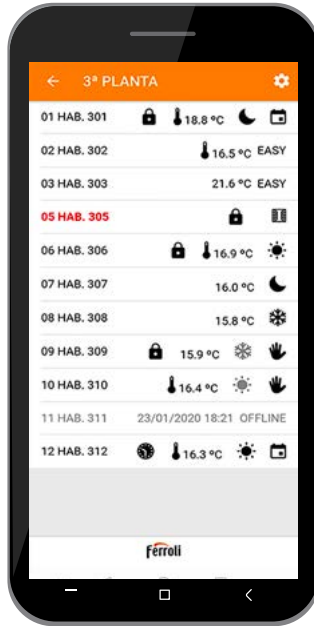 3ª PLANTA
01 HAB. 301 18.8 ºC
02 HAB. 302 16.5 ºC EASY
03 HAB. 303 21.6 ºC EASY
05 HAB. 305
06 HAB. 306 16.9 ºC
07 HAB. 307 16.0 ºC
08 HAB. 308 15.8 ºC
09 HAB. 309 15.9 ºC
10 HAB. 310 16.4 ºC
11 HAB. 311 23/01/2020 18:21 OFFLINE
12 HAB. 312 16.3 ºC
Ferroli